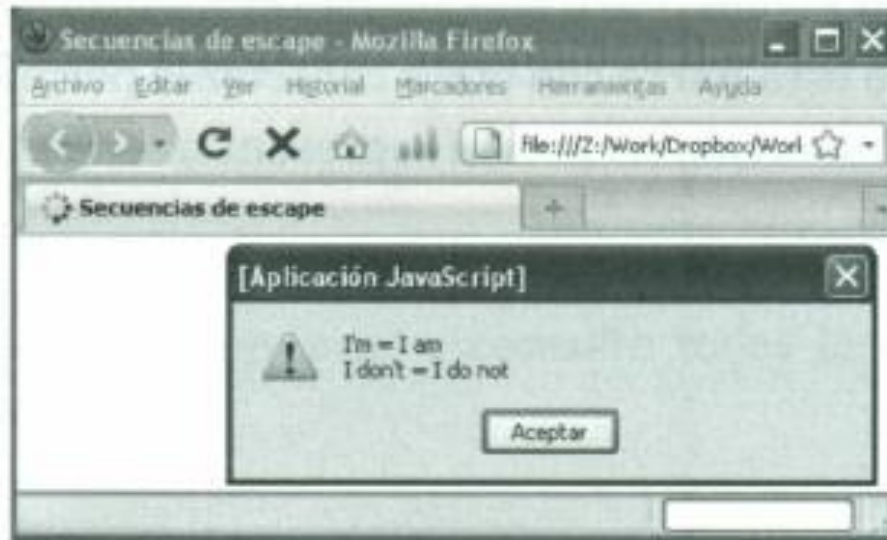 Secuencias de escape - Mozilla Firefox
Archivo Editar Ver Historial Marcadores Herramientas Ayuda
file:///Z:/Work/Dropbox/Worl
Secuencias de escape
[Aplicación JavaScript]
I'm = I am
I don't = I do not
Aceptar